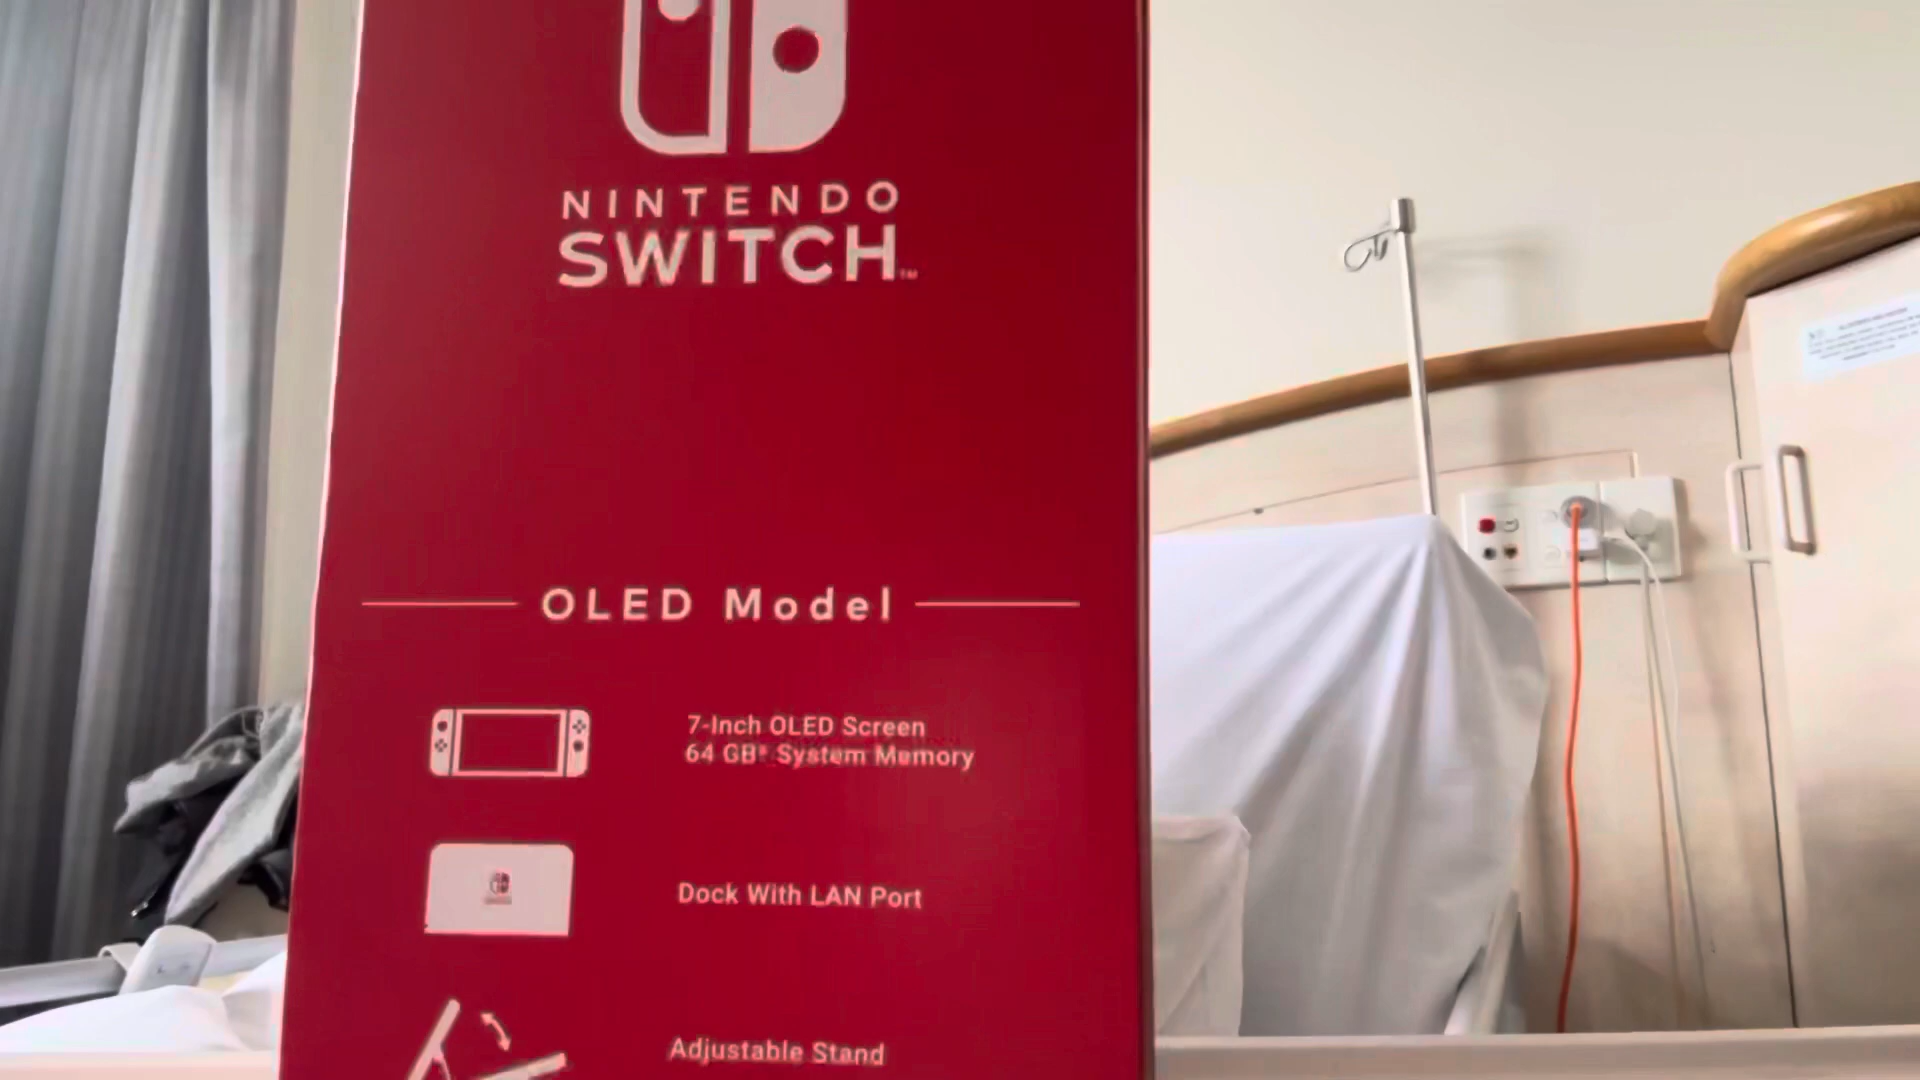 NINTENDO
SWITCH™
OLED Model
7-Inch OLED Screen
64 GB* System Memory
Dock With LAN Port
Adjustable Stand